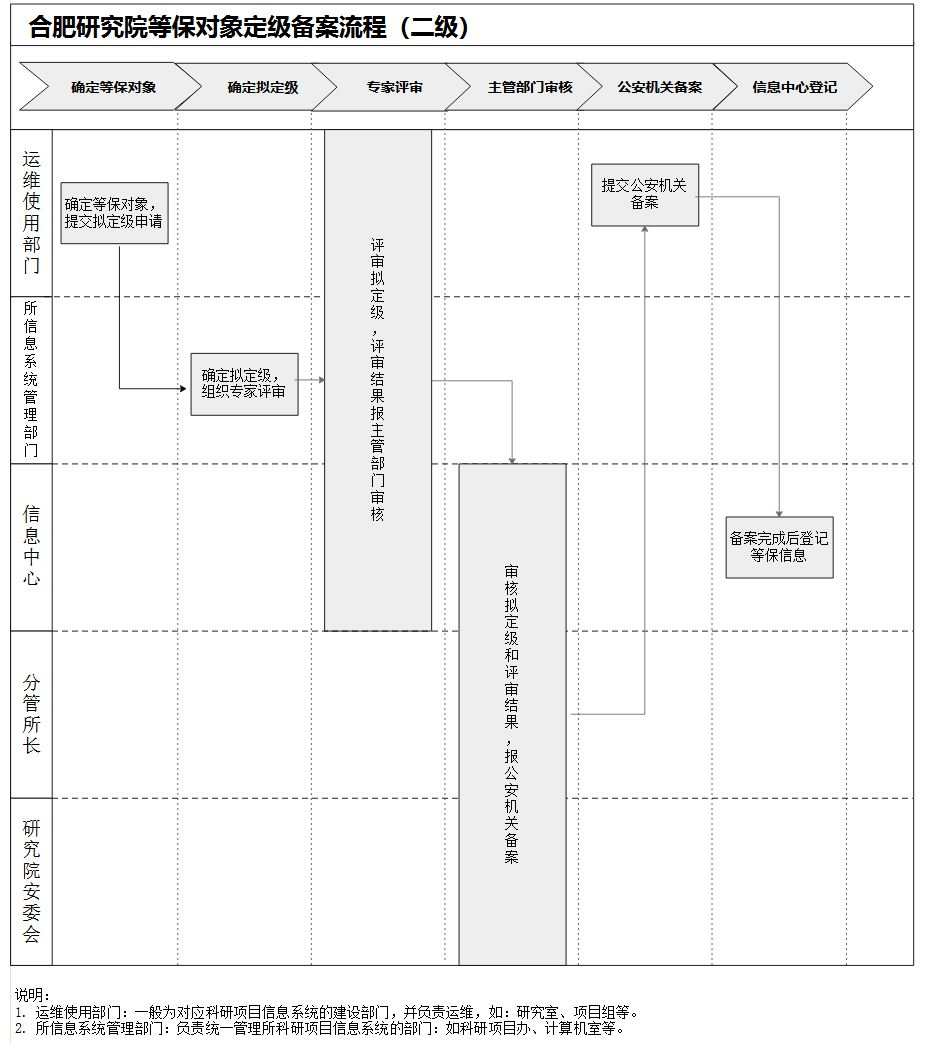 合肥研究院等保对象定级备案流程（二级）
确定等保对象
确定拟定级
专家评审
主管部门审核
公安机关备案
信息中心登记
运维使用部门
确定等保对象，
提交拟定级申请
提交公安机关
备案
所信息系统管理部门
确定拟定级，
组织专家评审
评审拟定级，评审结果报主管部门审核
信息中心
备案完成后登记
等保信息
审核拟定级和评审结果，报公安机关备案
分管所长
研究院安委会
说明：
1. 运维使用部门：一般为对应科研项目信息系统的建设部门，并负责运维，如：研究室、项目组等。
2. 所信息系统管理部门：负责统一管理所科研项目信息系统的部门：如科研项目办、计算机室等。